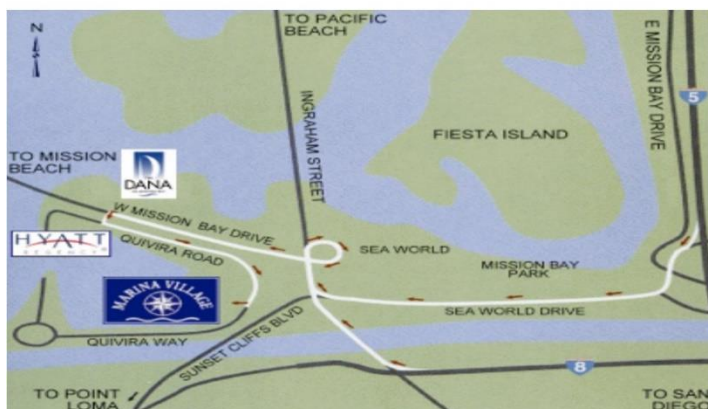 TO PACIFIC
BEACH
N
E MISSION BAY DRIVE
INGRAHAM STREET
5
FIESTA ISLAND
TO MISSION
BEACH
DANA
W MISSION BAY DRIVE
HYATT
QUIVIRA ROAD
SEA WORLD
MISSION BAY
PARK
MARINA VILLAGE
SEA WORLD DRIVE
QUIVIRA WAY
SUNSET CLIFFS BLVD
8
TO POINT
LOMA
TO SAN
DIEGO